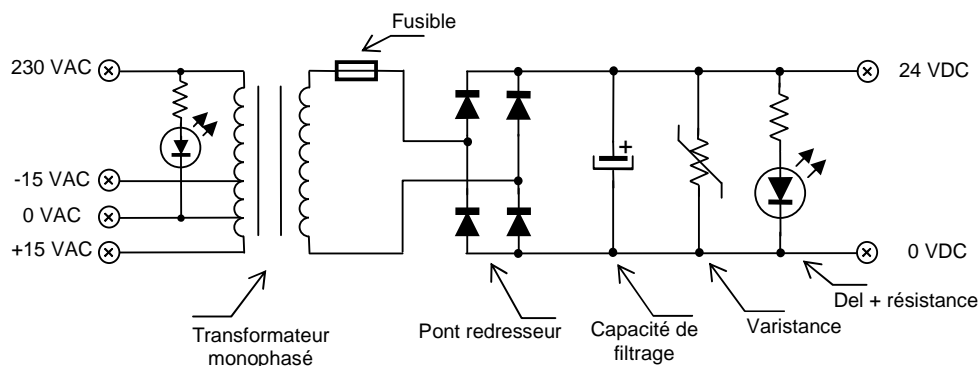 Fusible
230 VAC
24 VDC
+
-15 VAC
0 VAC
+15 VAC
0 VDC
Transformateur
monophasé
Pont redresseur
Capacité de
filtrage
Varistance
Del + résistance